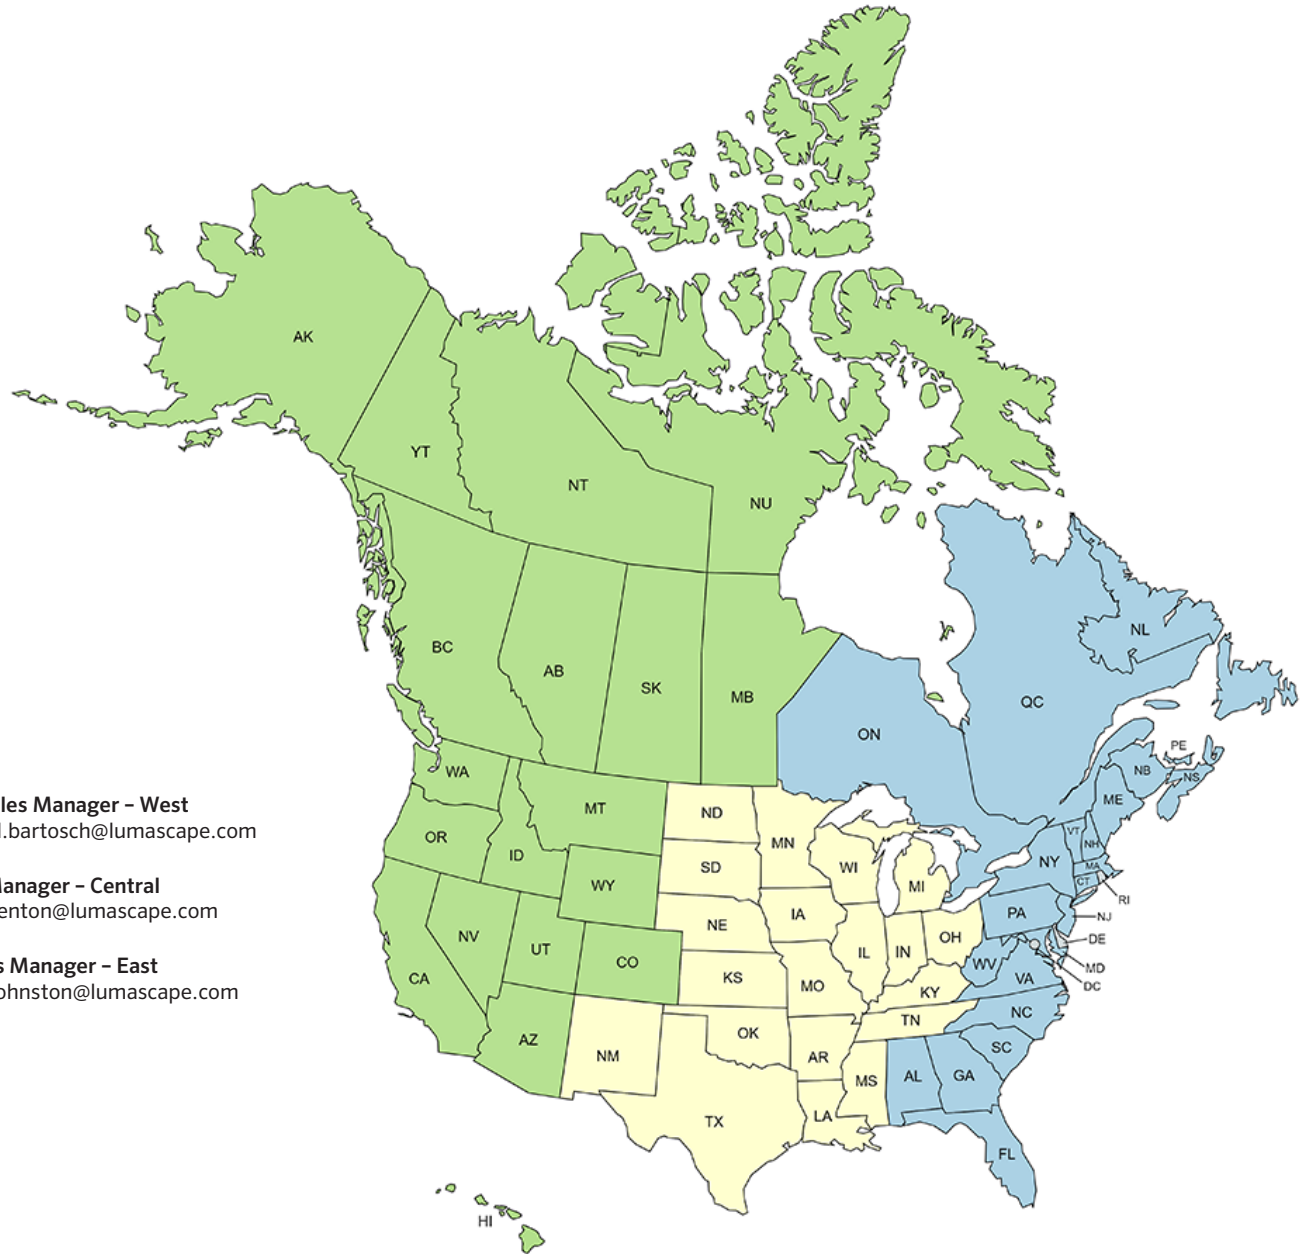 AK
YT
NT
NU
BC
AB
SK
MB
ON
QC
NL
PE
NB
NS
ME
WA
MT
ND
MN
OR
ID
SD
WI
MI
NY
VT
NH
MA
CT
RI
WY
NE
IA
PA
NJ
NV
UT
CO
IL
IN
OH
WV
DE
MD
DC
CA
KS
MO
KY
VA
AZ
NM
OK
AR
TN
NC
SC
TX
LA
MS
AL
GA
FL
HI
les Manager – West
l.bartosch@lumascape.com
Manager – Central
enton@lumascape.com
s Manager – East
ohnston@lumascape.com